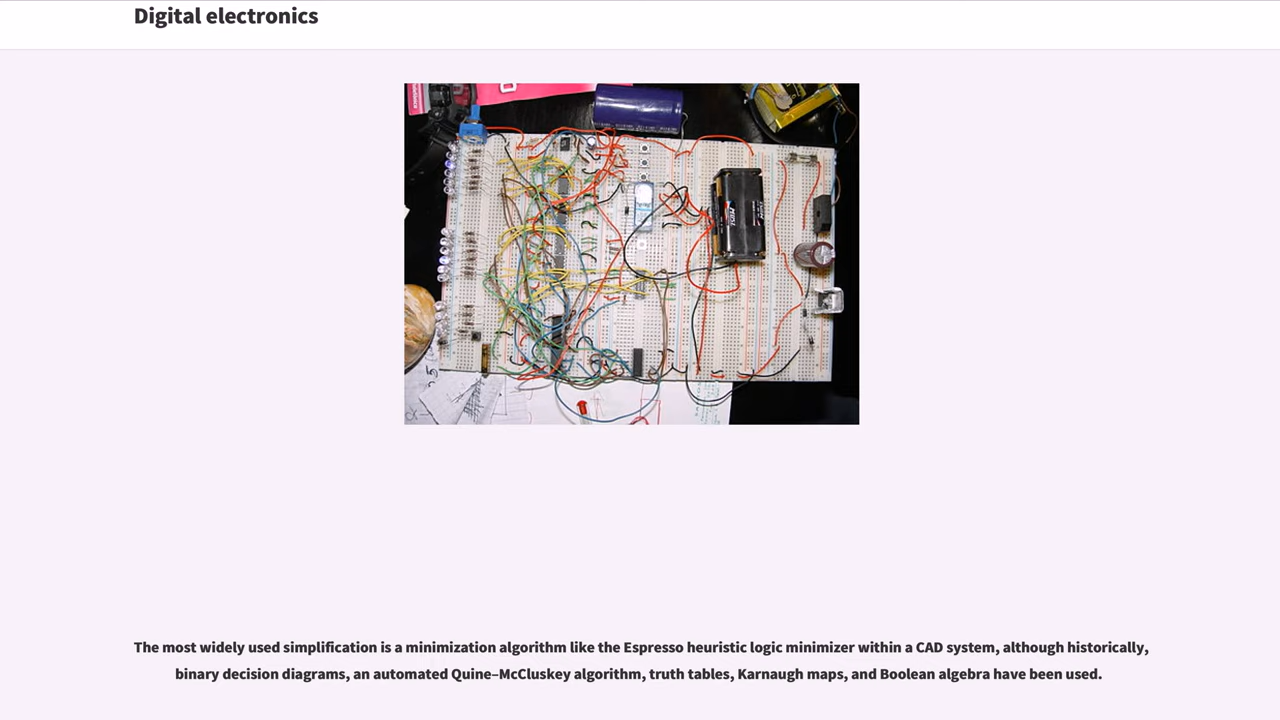 Digital electronics
The most widely used simplification is a minimization algorithm like the Espresso heuristic logic minimizer within a CAD system, although historically,
binary decision diagrams, an automated Quine–McCluskey algorithm, truth tables, Karnaugh maps, and Boolean algebra have been used.